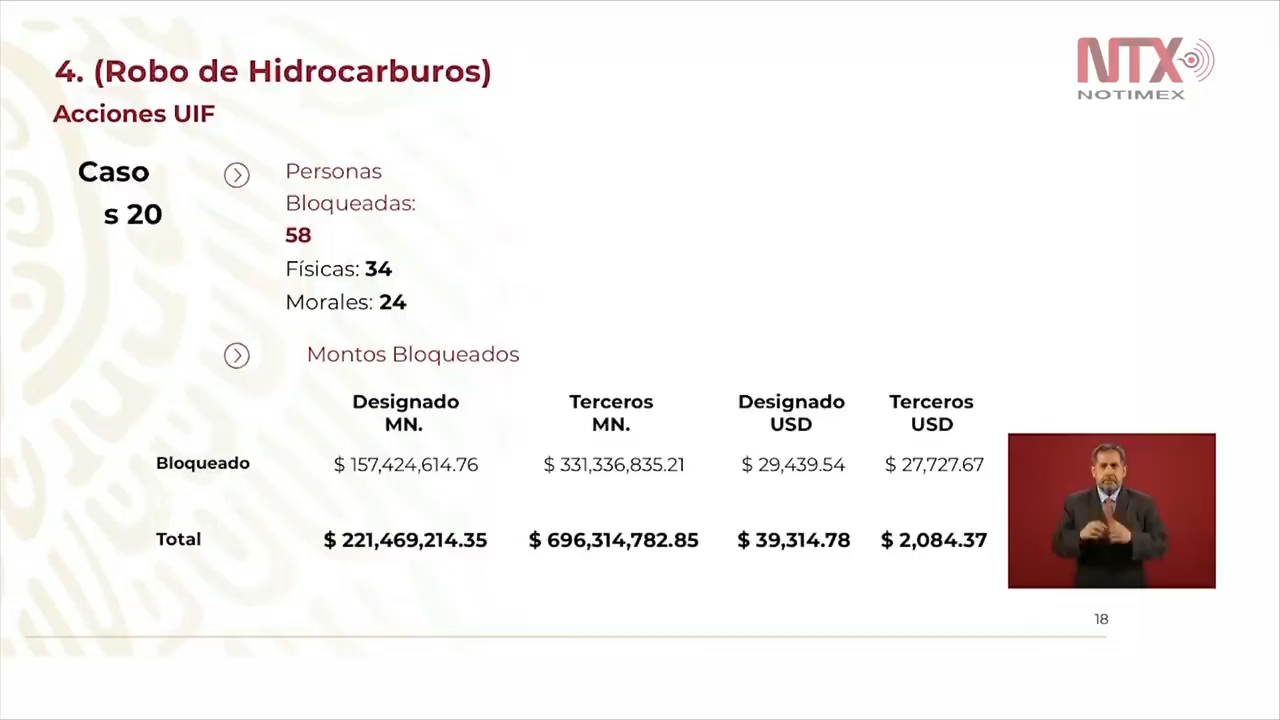 4. (Robo de Hidrocarburos)
NTX
NOTIMEX
Acciones UIF
Caso
s 20
Personas
Bloqueadas:
58
Físicas: 34
Morales: 24
Montos Bloqueados
Designado MN. Terceros MN. Designado USD Terceros USD
Bloqueado $ 157,424,614.76 $ 331,336,835.21 $ 29,439.54 $ 27,727.67
Total $ 221,469,214.35 $ 696,314,782.85 $ 39,314.78 $ 2,084.37
18